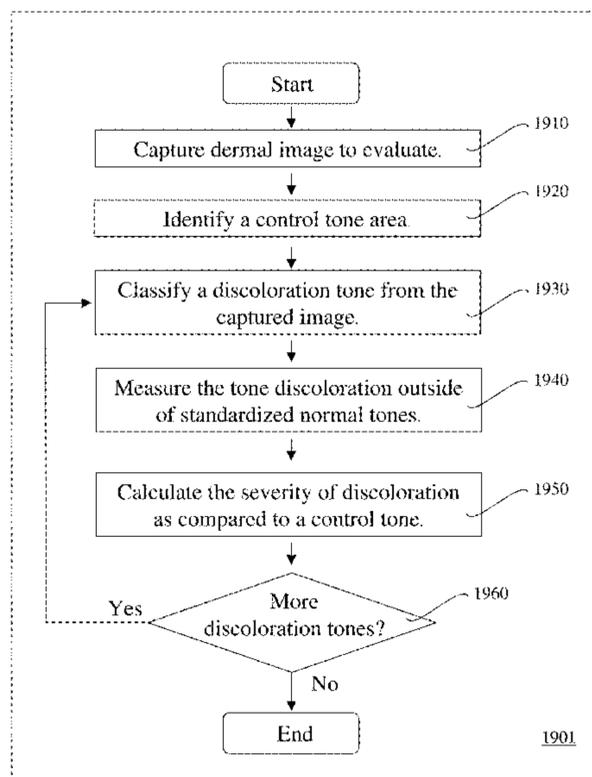 Start
1910
Capture dermal image to evaluate.
1920
Identify a control tone area.
1930
Classify a discoloration tone from the
captured image.
1940
Measure the tone discoloration outside
of standardized normal tones.
1950
Calculate the severity of discoloration
as compared to a control tone.
1960
More
discoloration tones?
Yes
No
End
1901